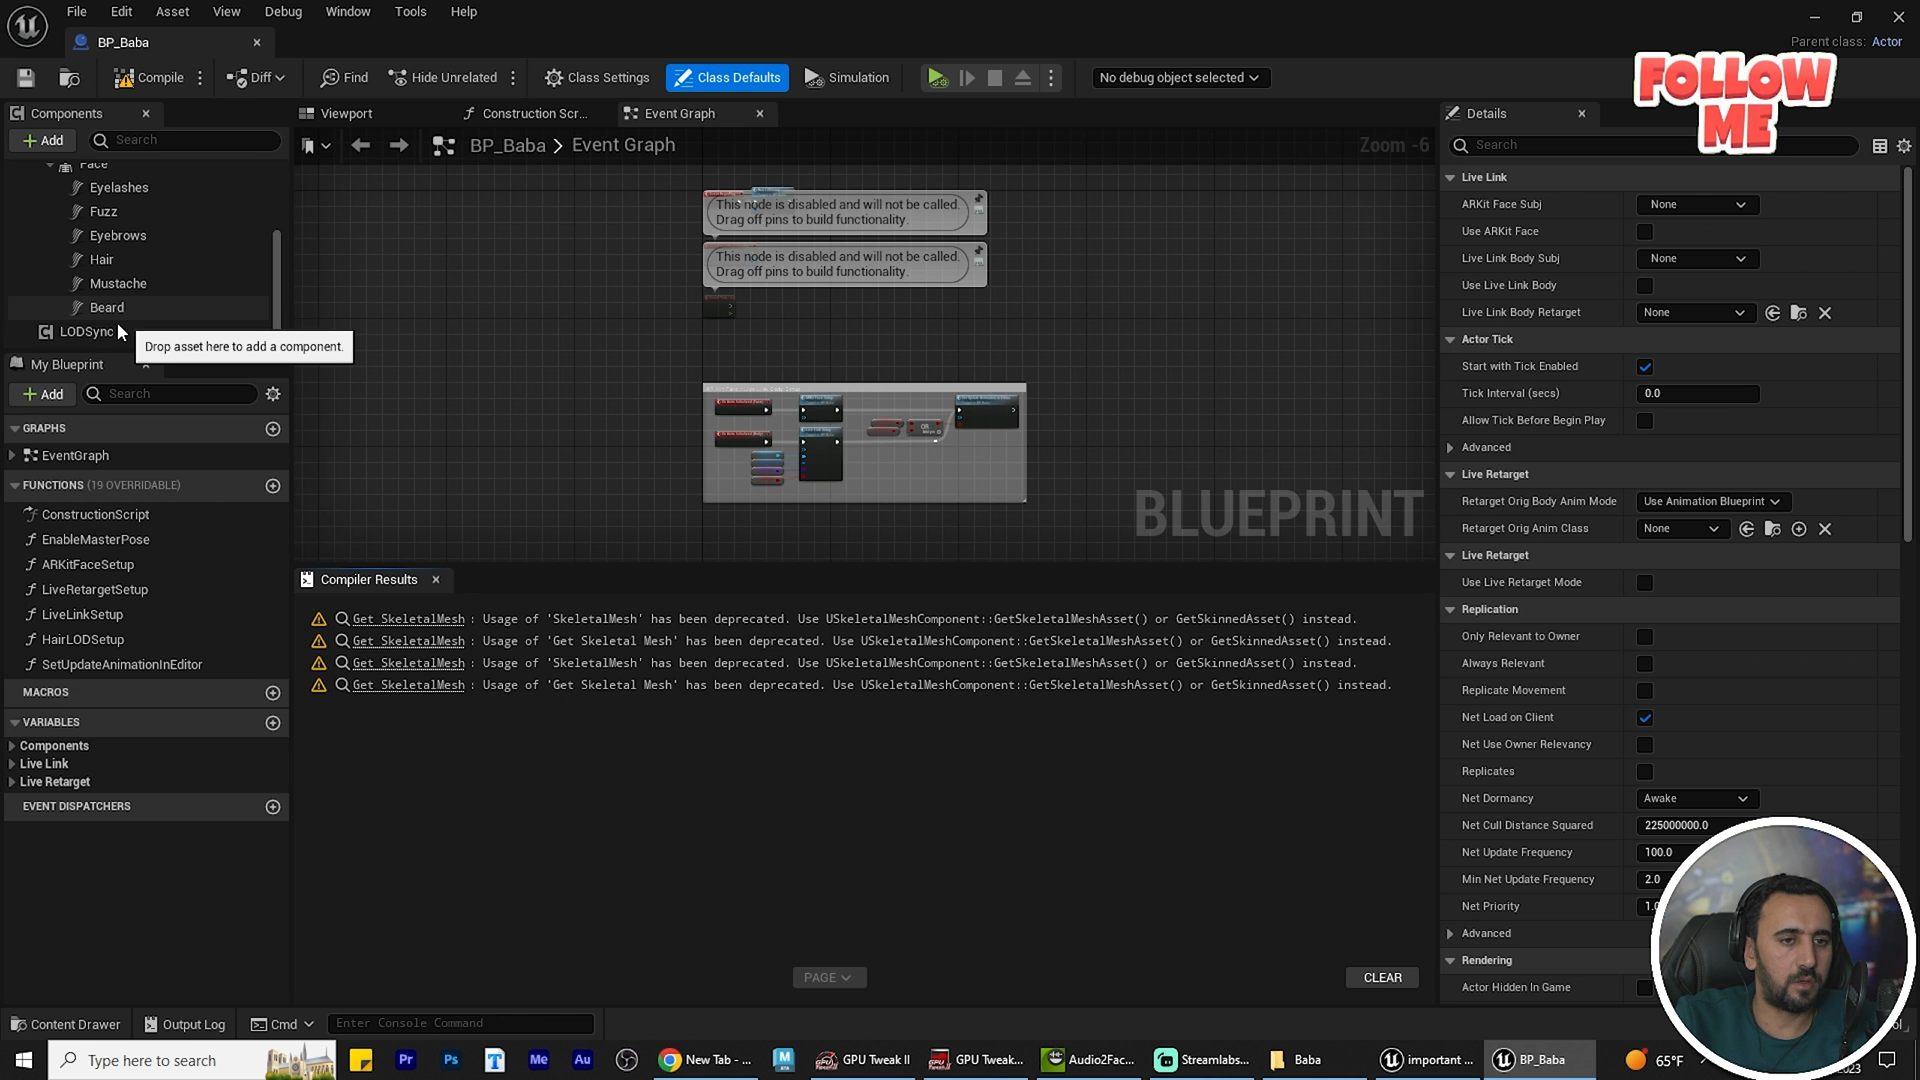 File Edit Asset View Debug Window Tools Help
BP_Baba
Parent class: Actor
Compile Diff Find Hide Unrelated Class Settings Class Defaults Simulation No debug object selected
FOLLOW
ME
Components
Viewport Construction Scr... Event Graph
Details
Add Search
BP_Baba > Event Graph
Zoom -6
Search
Face
Eyelashes
Fuzz
Eyebrows
Hair
Mustache
Beard
LODSync
Drop asset here to add a component.
My Blueprint
Add Search
GRAPHS
EventGraph
FUNCTIONS (19 OVERRIDABLE)
ConstructionScript
EnableMasterPose
ARKitFaceSetup
LiveRetargetSetup
LiveLinkSetup
HairLODSetup
SetUpdateAnimationInEditor
MACROS
VARIABLES
Components
Live Link
Live Retarget
EVENT DISPATCHERS
This node is disabled and will not be called.
Drag off pins to build functionality.
This node is disabled and will not be called.
Drag off pins to build functionality.
OR
BLUEPRINT
Compiler Results
Get SkeletalMesh : Usage of 'SkeletalMesh' has been deprecated. Use USkeletalMeshComponent::GetSkeletalMeshAsset() or GetSkinnedAsset() instead.
Get SkeletalMesh : Usage of 'Get Skeletal Mesh' has been deprecated. Use USkeletalMeshComponent::GetSkeletalMeshAsset() or GetSkinnedAsset() instead.
Get SkeletalMesh : Usage of 'SkeletalMesh' has been deprecated. Use USkeletalMeshComponent::GetSkeletalMeshAsset() or GetSkinnedAsset() instead.
Get SkeletalMesh : Usage of 'Get Skeletal Mesh' has been deprecated. Use USkeletalMeshComponent::GetSkeletalMeshAsset() or GetSkinnedAsset() instead.
PAGE
CLEAR
Live Link
ARKit Face Subj None
Use ARKit Face
Live Link Body Subj None
Use Live Link Body
Live Link Body Retarget None
Actor Tick
Start with Tick Enabled
Tick Interval (secs) 0.0
Allow Tick Before Begin Play
Advanced
Live Retarget
Retarget Orig Body Anim Mode Use Animation Blueprint
Retarget Orig Anim Class None
Live Retarget
Use Live Retarget Mode
Replication
Only Relevant to Owner
Always Relevant
Replicate Movement
Net Load on Client
Net Use Owner Relevancy
Replicates
Net Dormancy Awake
Net Cull Distance Squared 225000000.0
Net Update Frequency 100.0
Min Net Update Frequency 2.0
Net Priority
Advanced
Rendering
Actor Hidden In Game
Content Drawer Output Log Cmd Enter Console Command
Type here to search Pr Ps T Me Au New Tab - ... GPU Tweak II GPU Tweak... Audio2Fac... Streamlabs... Baba important ... BP_Baba 65°F